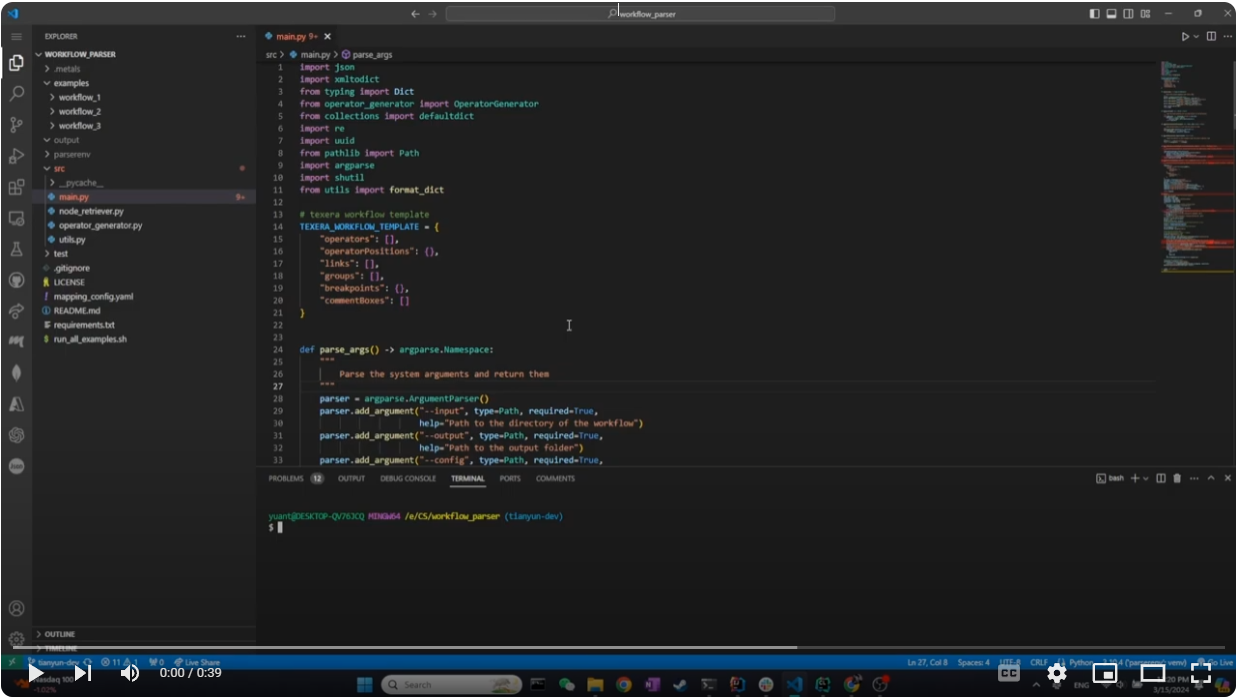 workflow_parser
EXPLORER
WORKFLOW_PARSER
.metals
examples
workflow_1
workflow_2
workflow_3
output
parserenv
src
__pycache__
main.py 9+
node_retriever.py
operator_generator.py
utils.py
test
.gitignore
LICENSE
mapping_config.yaml
README.md
requirements.txt
run_all_examples.sh
OUTLINE
TIMELINE
main.py 9+
src > main.py > parse_args
1 import json
2 import xmltodict
3 from typing import Dict
4 from operator_generator import OperatorGenerator
5 from collections import defaultdict
6 import re
7 import uuid
8 from pathlib import Path
9 import argparse
10 import shutil
11 from utils import format_dict
12
13 # texera workflow template
14 TEXERA_WORKFLOW_TEMPLATE = {
15 "operators": [],
16 "operatorPositions": {},
17 "links": [],
18 "groups": [],
19 "breakpoints": {},
20 "commentBoxes": []
21 }
22
23
24 def parse_args() -> argparse.Namespace:
25 """
26 Parse the system arguments and return them
27 """
28 parser = argparse.ArgumentParser()
29 parser.add_argument("--input", type=Path, required=True,
30 help="Path to the directory of the workflow")
31 parser.add_argument("--output", type=Path, required=True,
32 help="Path to the output folder")
33 parser.add_argument("--config", type=Path, required=True,
PROBLEMS 12 OUTPUT DEBUG CONSOLE TERMINAL PORTS COMMENTS
bash
yuant@DESKTOP-QV76JCQ MINGW64 /e/CS/workflow_parser (tianyun-dev)
$
tianyun-dev 11 1 0 Live Share
Ln 27, Col 8 Spaces: 4 UTF-8 CRLF Python Go Live
0:00 / 0:39
CC
Nasdaq 100
-1.02%
Search
ENG
3/15/2024